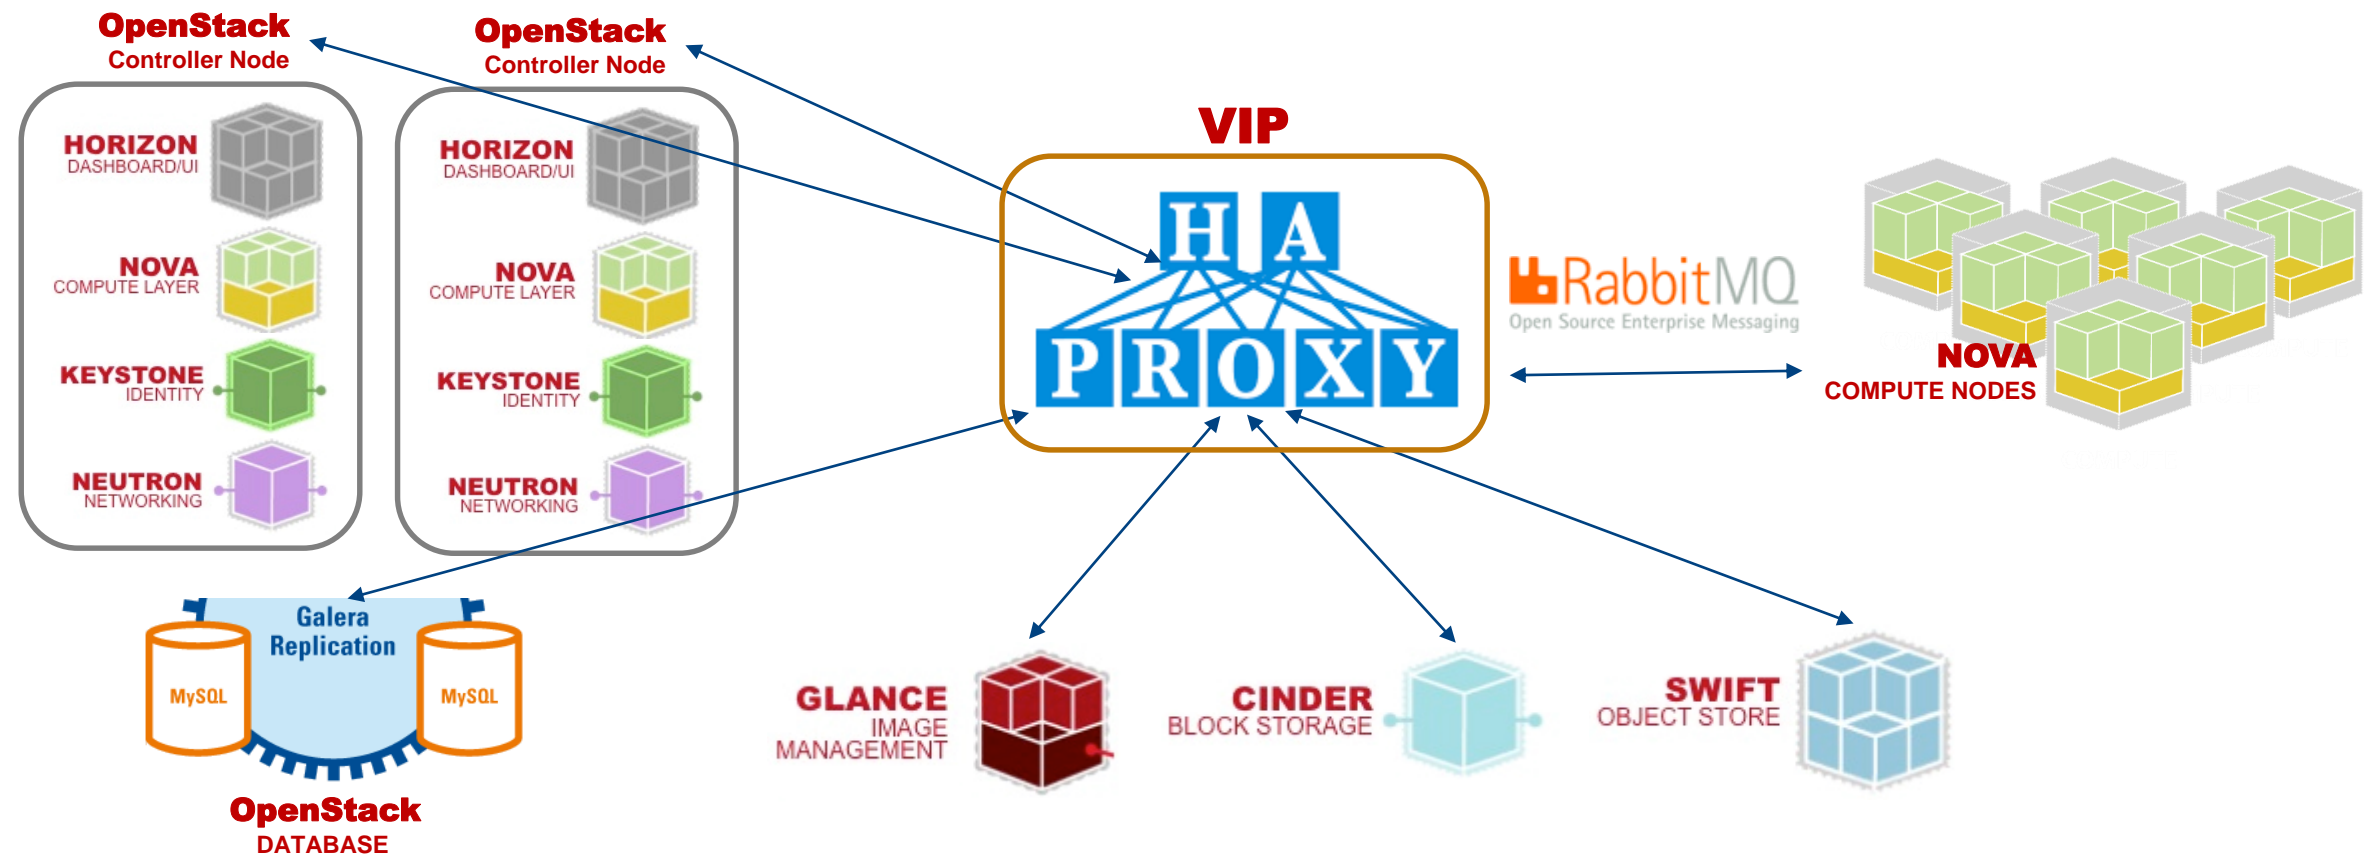 OpenStack
Controller Node
HORIZON
DASHBOARD/UI
NOVA
COMPUTE LAYER
KEYSTONE
IDENTITY
NEUTRON
NETWORKING
OpenStack
Controller Node
HORIZON
DASHBOARD/UI
NOVA
COMPUTE LAYER
KEYSTONE
IDENTITY
NEUTRON
NETWORKING
VIP
HA
PROXY
RabbitMQ
Open Source Enterprise Messaging
NOVA
COMPUTE NODES
Galera
Replication
MySQL
MySQL
OpenStack
DATABASE
GLANCE
IMAGE
MANAGEMENT
CINDER
BLOCK STORAGE
SWIFT
OBJECT STORE